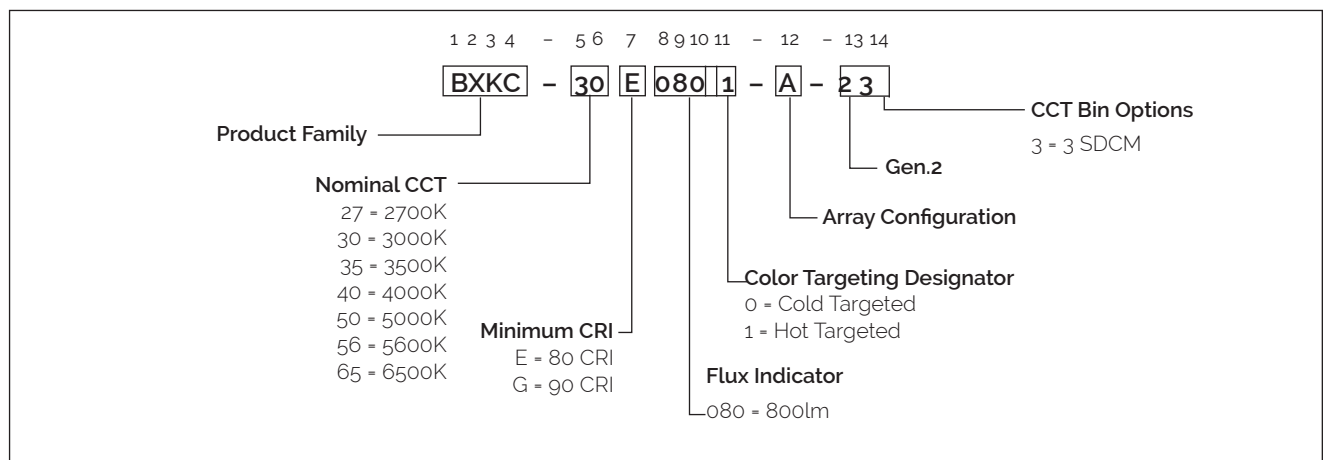 1 2 3 4 – 5 6 7 8 9 10 11 – 12 – 13 14
BXKC – 30 E 080 1 – A – 2 3
Product Family
Nominal CCT
27 = 2700K
30 = 3000K
35 = 3500K
40 = 4000K
50 = 5000K
56 = 5600K
65 = 6500K
Minimum CRI
E = 80 CRI
G = 90 CRI
Flux Indicator
080 = 800lm
Color Targeting Designator
0 = Cold Targeted
1 = Hot Targeted
Array Configuration
Gen.2
CCT Bin Options
3 = 3 SDCM